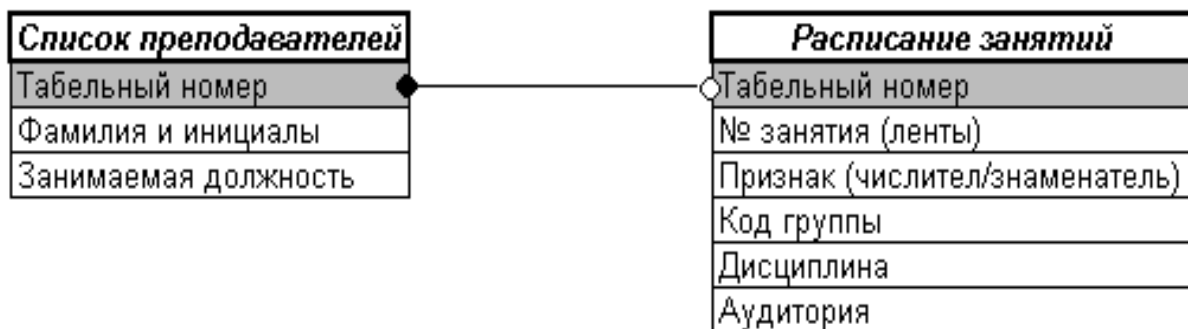 Список преподавателей
Табельный номер
Фамилия и инициалы
Занимаемая должность
Расписание занятий
Табельный номер
№ занятия (ленты)
Признак (числител/знаменатель)
Код группы
Дисциплина
Аудитория